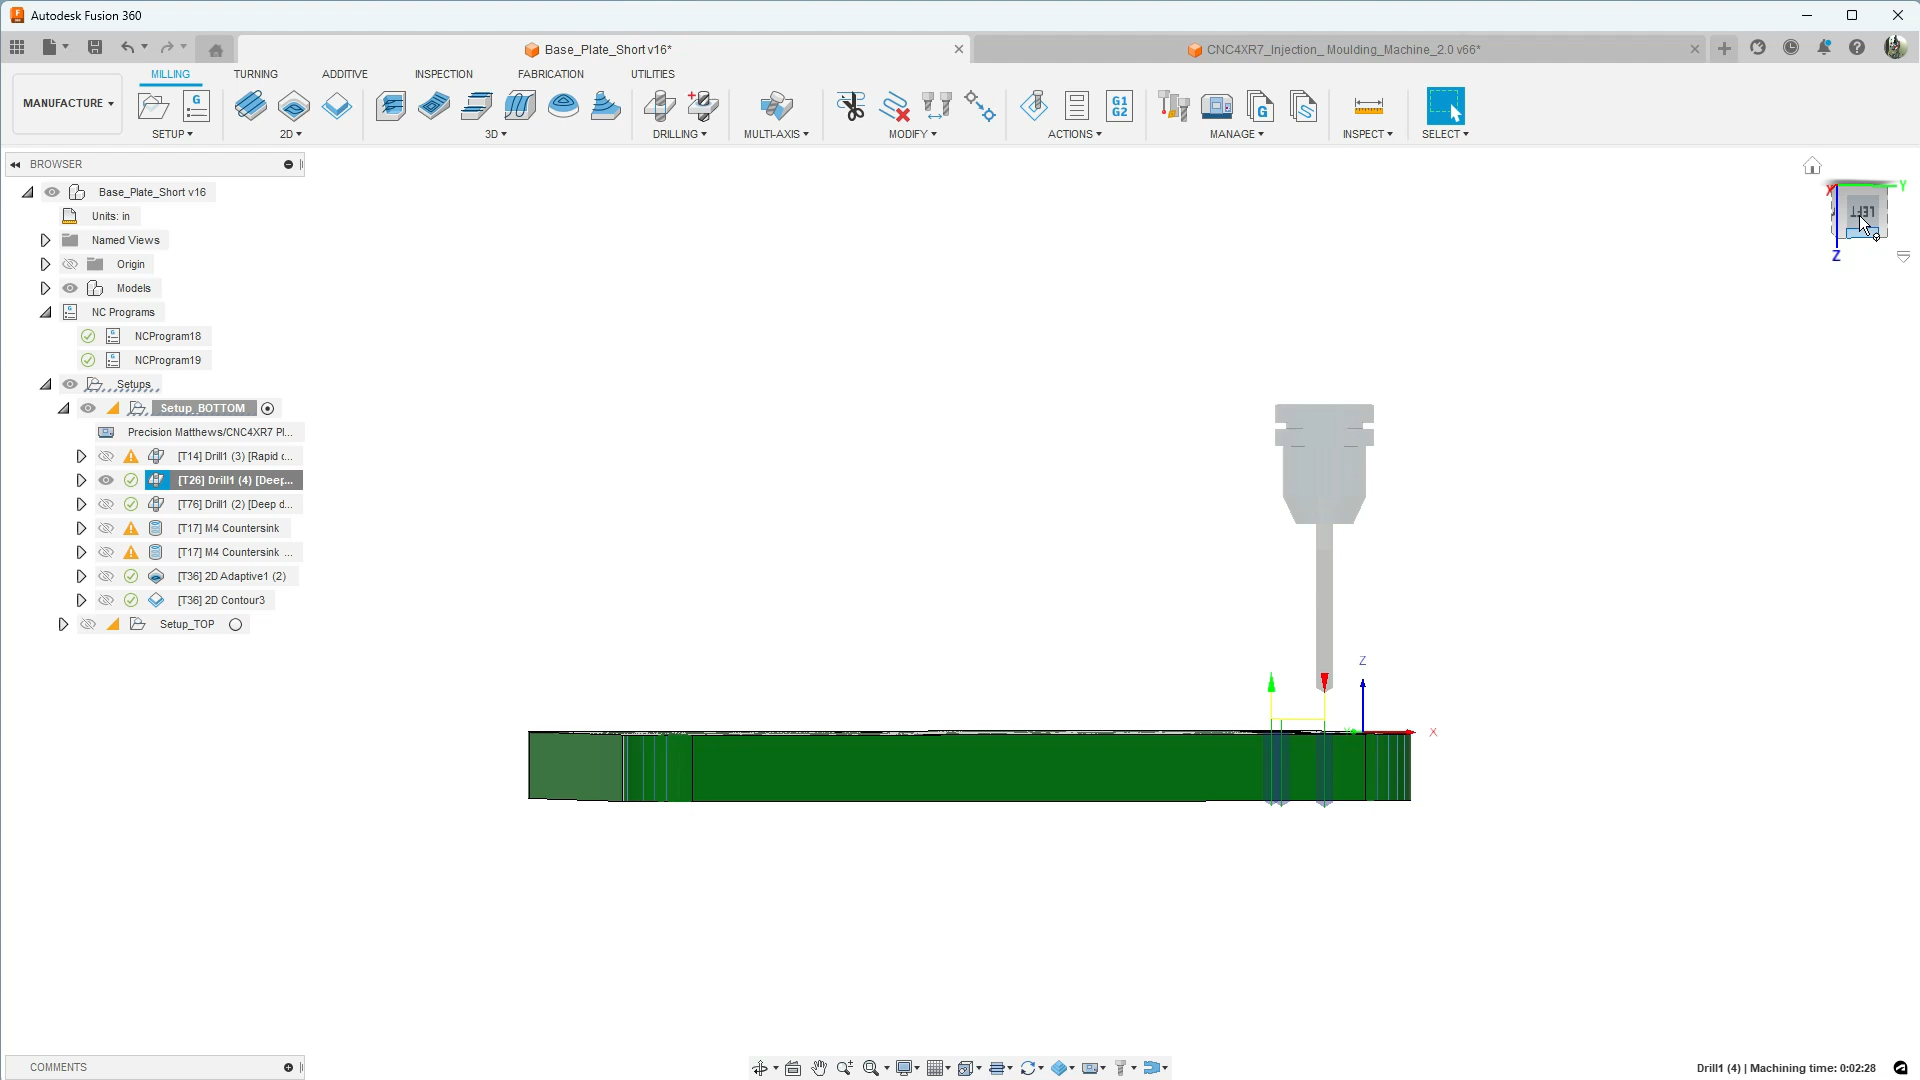 Autodesk Fusion 360
Base_Plate_Short v16*
CNC4XR7_Injection_ Moulding_Machine_2.0 v66*
MILLING TURNING ADDITIVE INSPECTION FABRICATION UTILITIES
MANUFACTURE
G G1 G2 G
SETUP 2D 3D DRILLING MULTI-AXIS MODIFY ACTIONS MANAGE INSPECT SELECT
BROWSER
Base_Plate_Short v16
Units: in
Named Views
Origin
Models
NC Programs
NCProgram18
NCProgram19
Setups
Setup_BOTTOM
Precision Matthews/CNC4XR7 Pl...
[T14] Drill1 (3) [Rapid c...
[T26] Drill1 (4) [Deep...
[T76] Drill1 (2) [Deep d...
[T17] M4 Countersink
[T17] M4 Countersink ...
[T36] 2D Adaptive1 (2)
[T36] 2D Contour3
Setup_TOP
X Y
LEFT
Z
Z
X
COMMENTS
Drill1 (4) | Machining time: 0:02:28